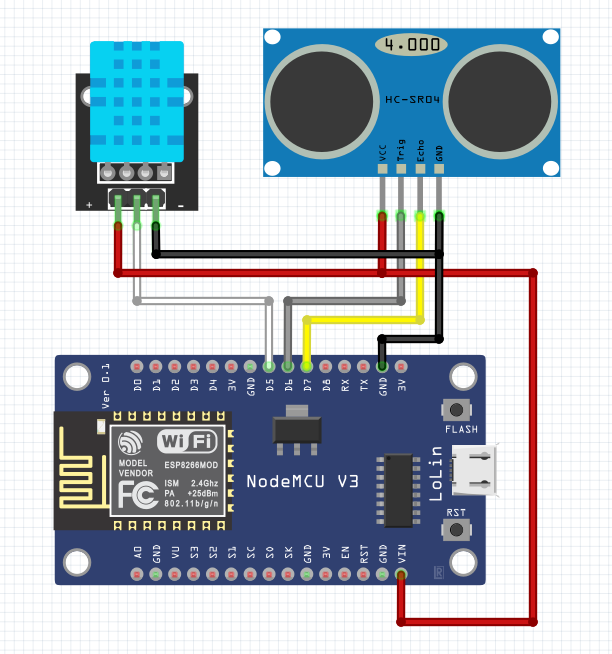 4.000
HC-SR04
VCC Trig Echo GND
+ -
Ver 0.1
D0 D1 D2 D3 D4 3V GND D5 D6 D7 D8 RX TX GND 3V
FLASH
WiFi
MODEL
VENDOR
ESP8266MOD
FC
ISM 2.4Ghz
PA +25dBm
802.11b/g/n
NodeMCU V3
LoLin
RST
A0 GND VU S3 S2 S1 SC S0 SK GND 3V EN RST GND VIN